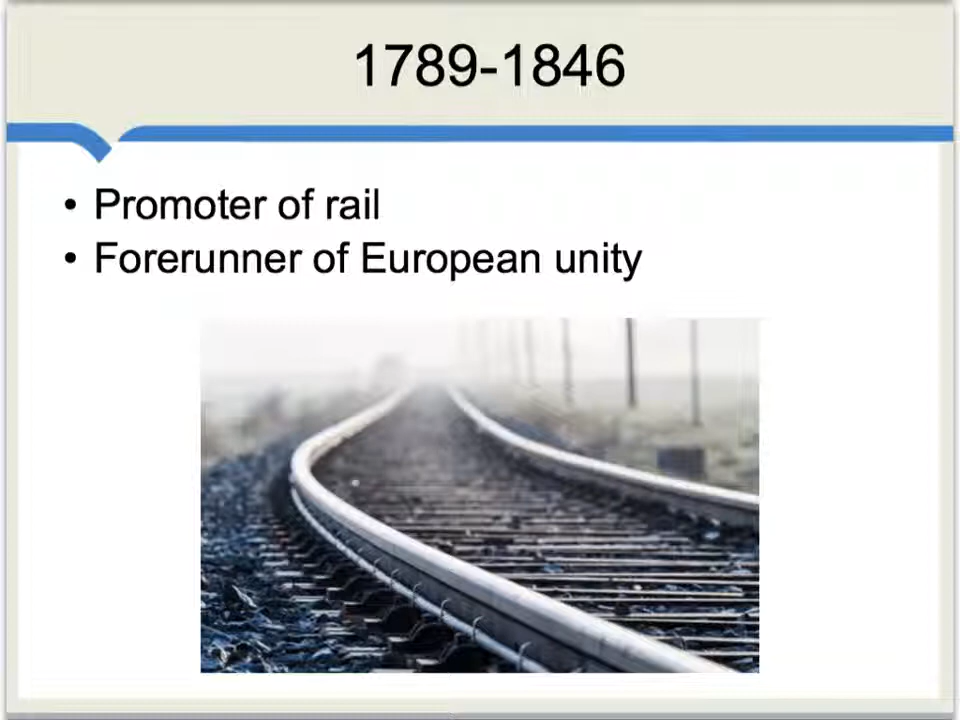 1789-1846
• Promoter of rail
• Forerunner of European unity